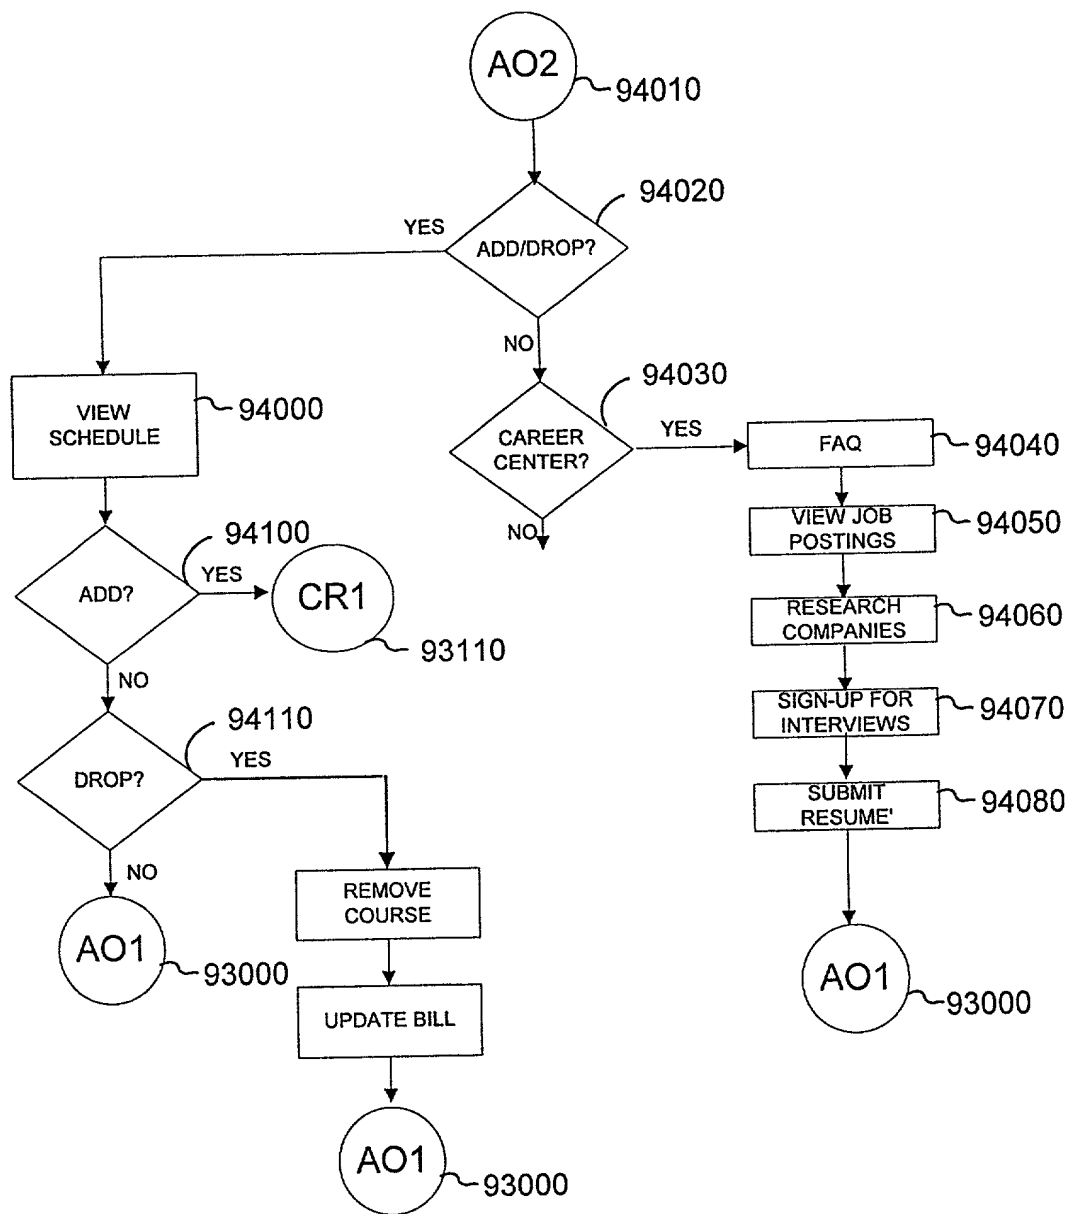 AO2
94010
94020
YES
ADD/DROP?
NO
94030
VIEW
SCHEDULE
94000
CAREER
CENTER?
YES
FAQ
94040
NO
94100
VIEW JOB
POSTINGS
94050
ADD?
YES
CR1
93110
RESEARCH
COMPANIES
94060
NO
94110
SIGN-UP FOR
INTERVIEWS
94070
DROP?
YES
SUBMIT
RESUME'
94080
NO
REMOVE
COURSE
AO1
93000
AO1
93000
UPDATE BILL
AO1
93000